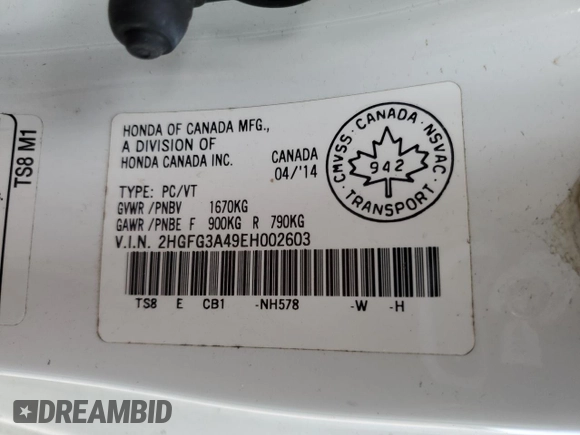 TS8 M1
HONDA OF CANADA MFG.,
A DIVISION OF
HONDA CANADA INC.
CANADA
04/'14
TYPE: PC/VT
GVWR /PNBV 1670KG
GAWR /PNBE F 900KG R 790KG
V.I.N. 2HGFG3A49EH002603
TS8 E CB1 -NH578 -W -H
CMVSS · CANADA · NSVAC · TRANSPORT ·
942
DREAMBID